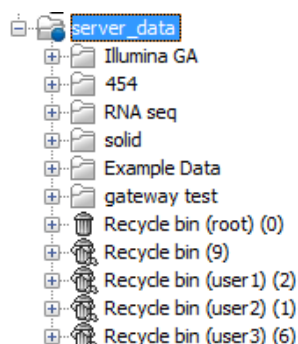 server_data
Illumina GA
454
RNA seq
solid
Example Data
gateway test
Recycle bin (root) (0)
Recycle bin (9)
Recycle bin (user1) (2)
Recycle bin (user2) (1)
Recycle bin (user3) (6)